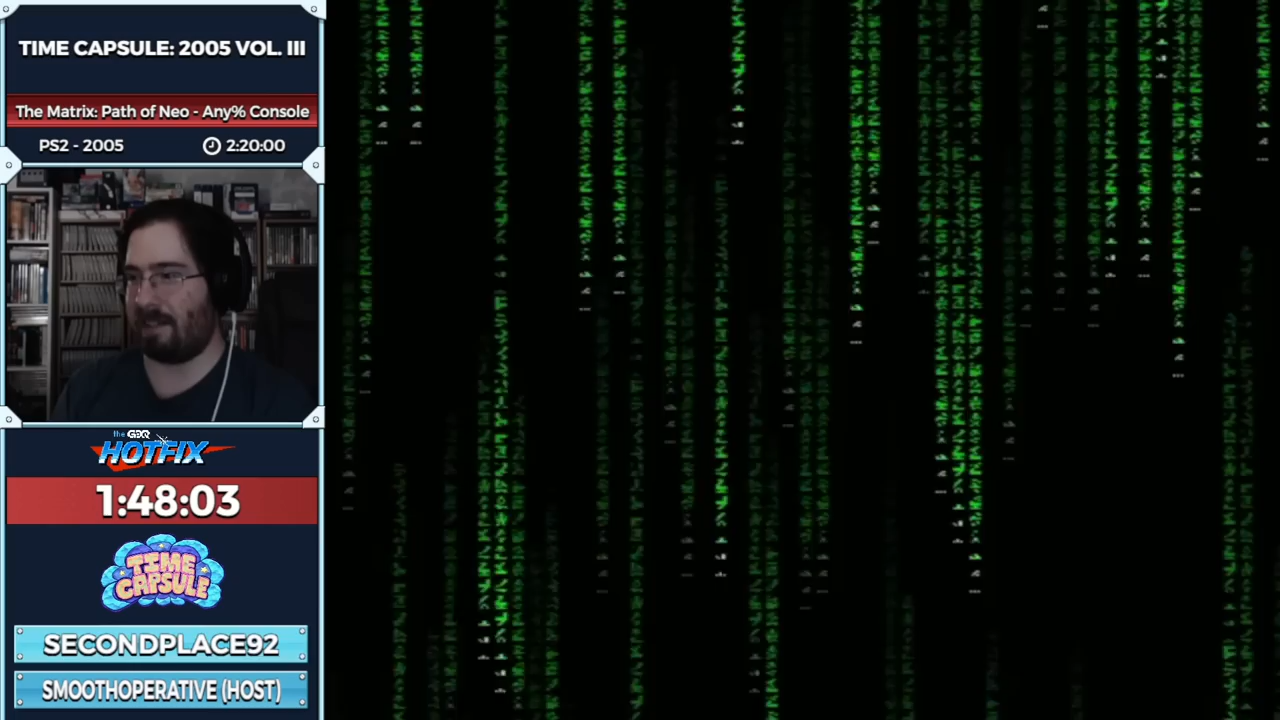 TIME CAPSULE: 2005 VOL. III
The Matrix: Path of Neo - Any% Console
PS2 - 2005
2:20:00
the GDQ
HOTFIX
1:48:03
TIME
CAPSULE
SECONDPLACE92
SMOOTHOPERATIVE (HOST)